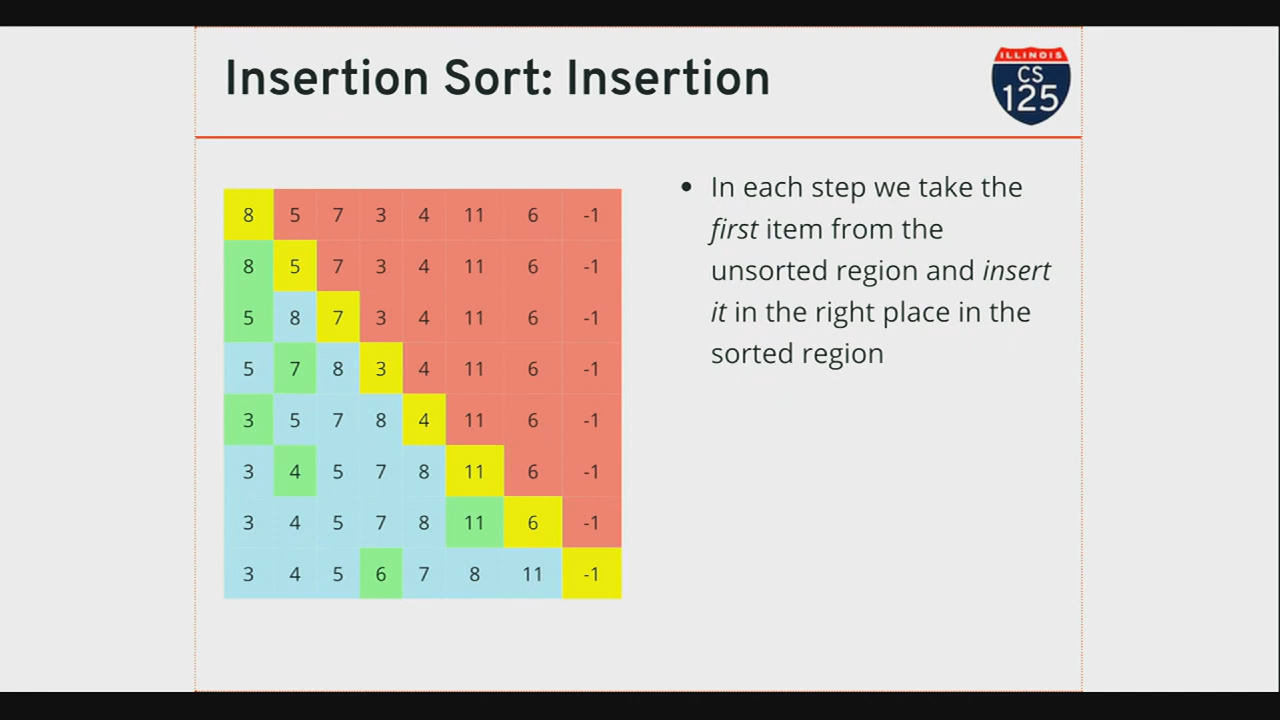 Insertion Sort: Insertion
ILLINOIS
CS
125
8 5 7 3 4 11 6 -1
8 5 7 3 4 11 6 -1
5 8 7 3 4 11 6 -1
5 7 8 3 4 11 6 -1
3 5 7 8 4 11 6 -1
3 4 5 7 8 11 6 -1
3 4 5 7 8 11 6 -1
3 4 5 6 7 8 11 -1
• In each step we take the
first item from the
unsorted region and insert
it in the right place in the
sorted region